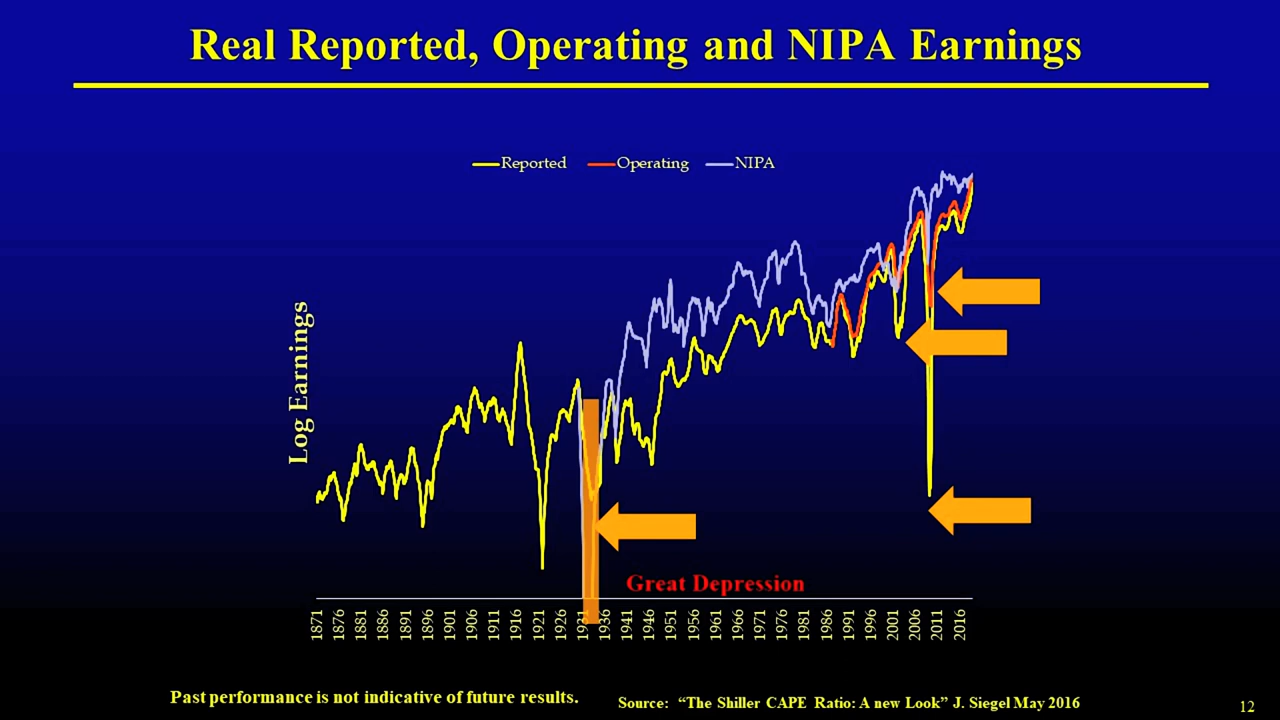 Real Reported, Operating and NIPA Earnings
Reported Operating NIPA
Log Earnings
Great Depression
1871 1876 1881 1886 1891 1896 1901 1906 1911 1916 1921 1926 1931 1936 1941 1946 1951 1956 1961 1966 1971 1976 1981 1986 1991 1996 2001 2006 2011 2016
Past performance is not indicative of future results.
Source: “The Shiller CAPE Ratio: A new Look” J. Siegel May 2016
12